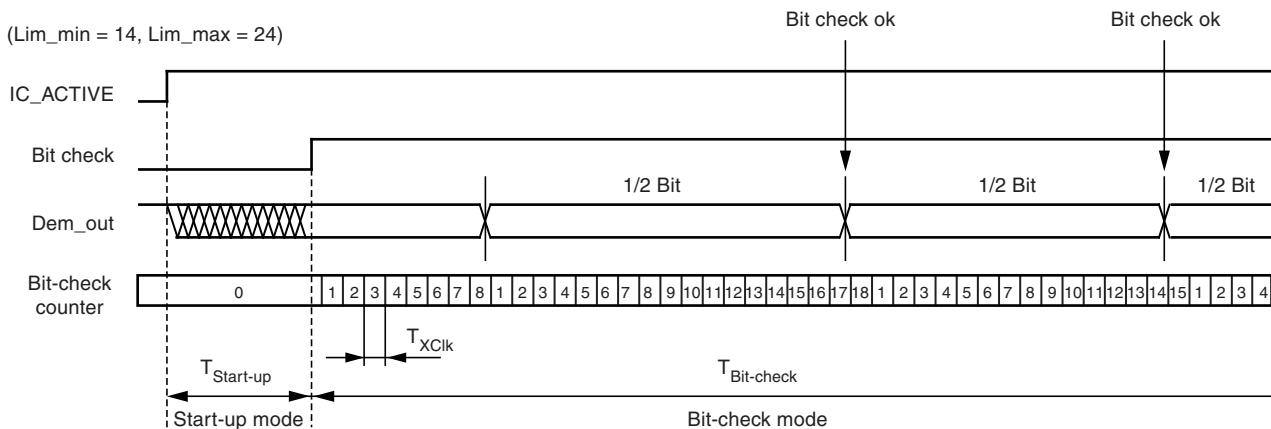 (Lim_min = 14, Lim_max = 24)
Bit check ok
Bit check ok
IC_ACTIVE
Bit check
1/2 Bit
1/2 Bit
1/2 Bit
Dem_out
Bit-check counter
0 1 2 3 4 5 6 7 8 1 2 3 4 5 6 7 8 9 10 11 12 13 14 15 16 17 18 1 2 3 4 5 6 7 8 9 10 11 12 13 14 15 1 2 3 4
TXClk
TStart-up
TBit-check
Start-up mode
Bit-check mode